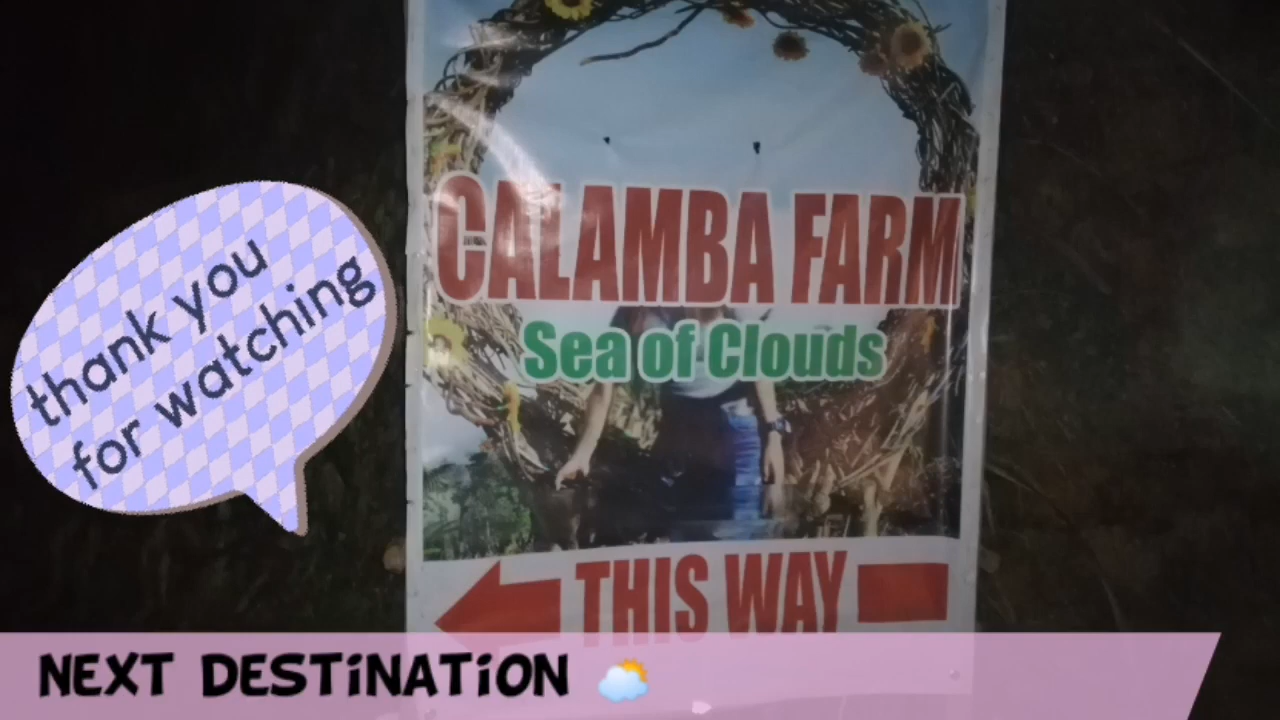 thank you
for watching
CALAMBA FARM
Sea of Clouds
THIS WAY
NEXT DESTINATION